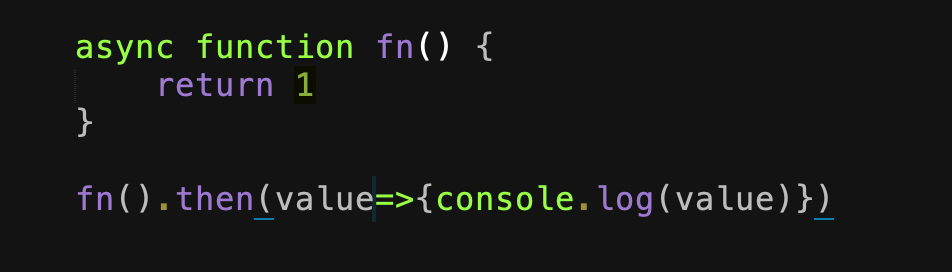 async function fn() {
    return 1
}
fn().then(value=>{console.log(value)})